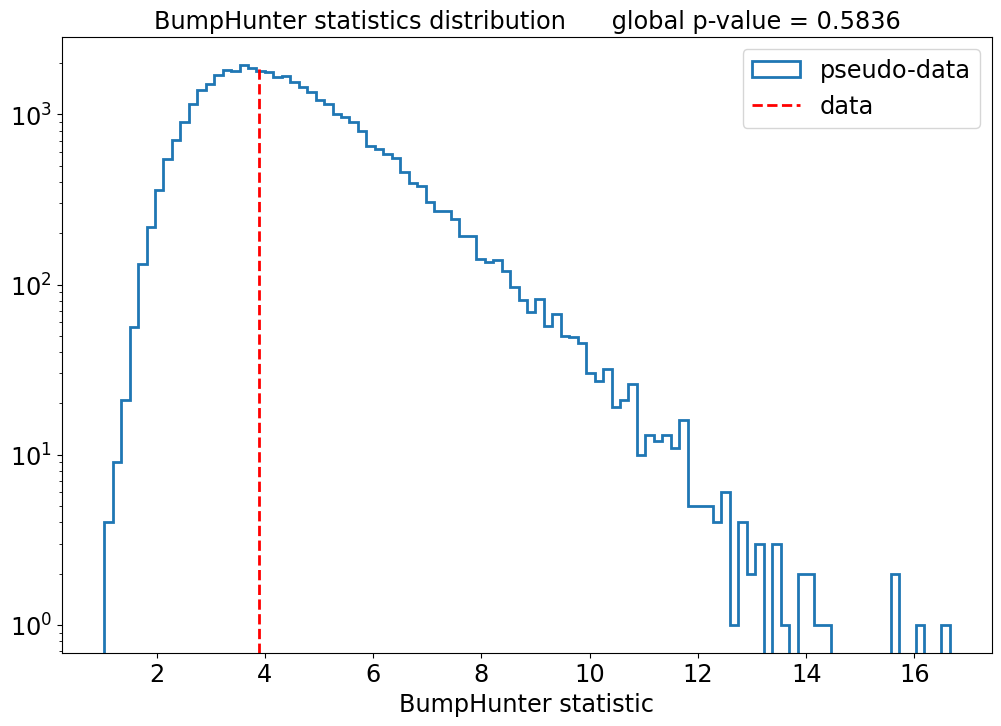 BumpHunter statistics distribution      global p-value = 0.5836
pseudo-data
data
10³
10²
10¹
10⁰
2 4 6 8 10 12 14 16
BumpHunter statistic